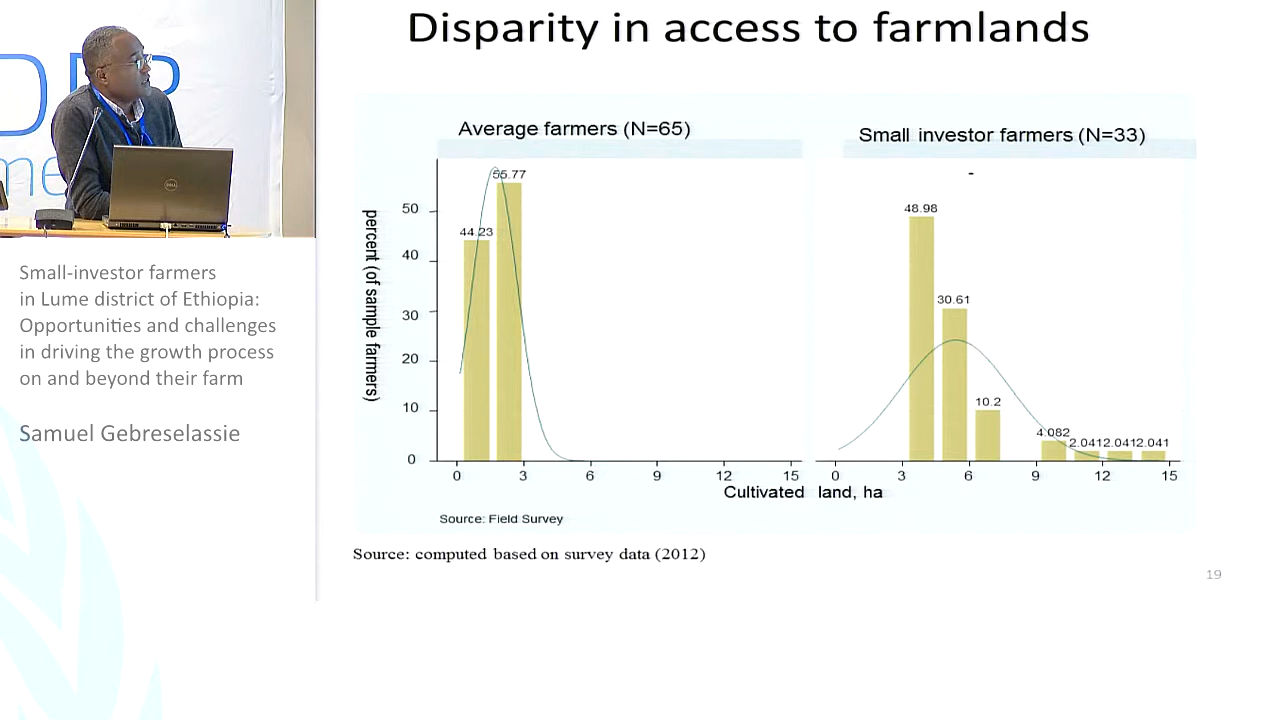 Disparity in access to farmlands
Average farmers (N=65)
Small investor farmers (N=33)
-
percent (of sample farmers)
50
40
30
20
10
0
44.23
55.77
48.98
30.61
10.2
4.082
2.041
2.041
2.041
0 3 6 9 12 15
0 3 6 9 12 15
Cultivated land, ha
Source: Field Survey
Source: computed based on survey data (2012)
19
DELL
Small-investor farmers
in Lume district of Ethiopia:
Opportunities and challenges
in driving the growth process
on and beyond their farm
Samuel Gebreselassie